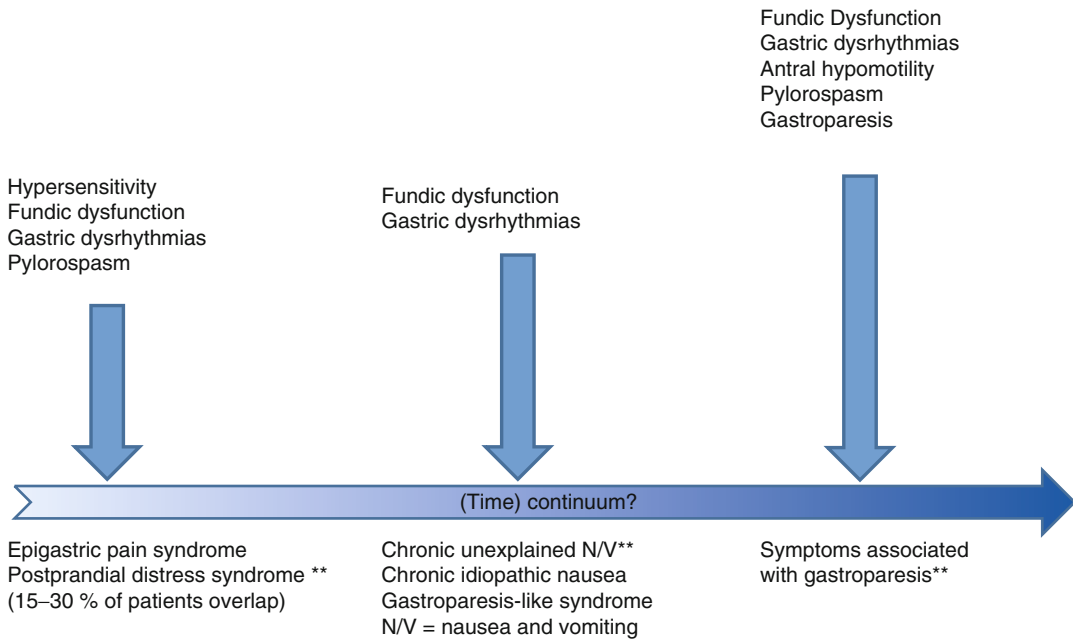 Fundic Dysfunction
Gastric dysrhythmias
Antral hypomotility
Pylorospasm
Gastroparesis
Hypersensitivity
Fundic dysfunction
Gastric dysrhythmias
Pylorospasm
Fundic dysfunction
Gastric dysrhythmias
(Time) continuum?
Epigastric pain syndrome
Postprandial distress syndrome **
(15–30 % of patients overlap)
Chronic unexplained N/V**
Chronic idiopathic nausea
Gastroparesis-like syndrome
N/V = nausea and vomiting
Symptoms associated
with gastroparesis**